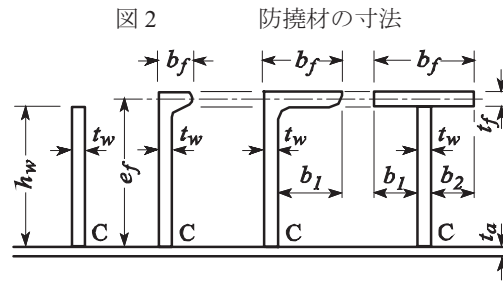 図 2 防撓材の寸法
b_f b_f b_f
t_w t_w t_w t_f
h_w e_f b_1 b_1 b_2
C C C C t_a